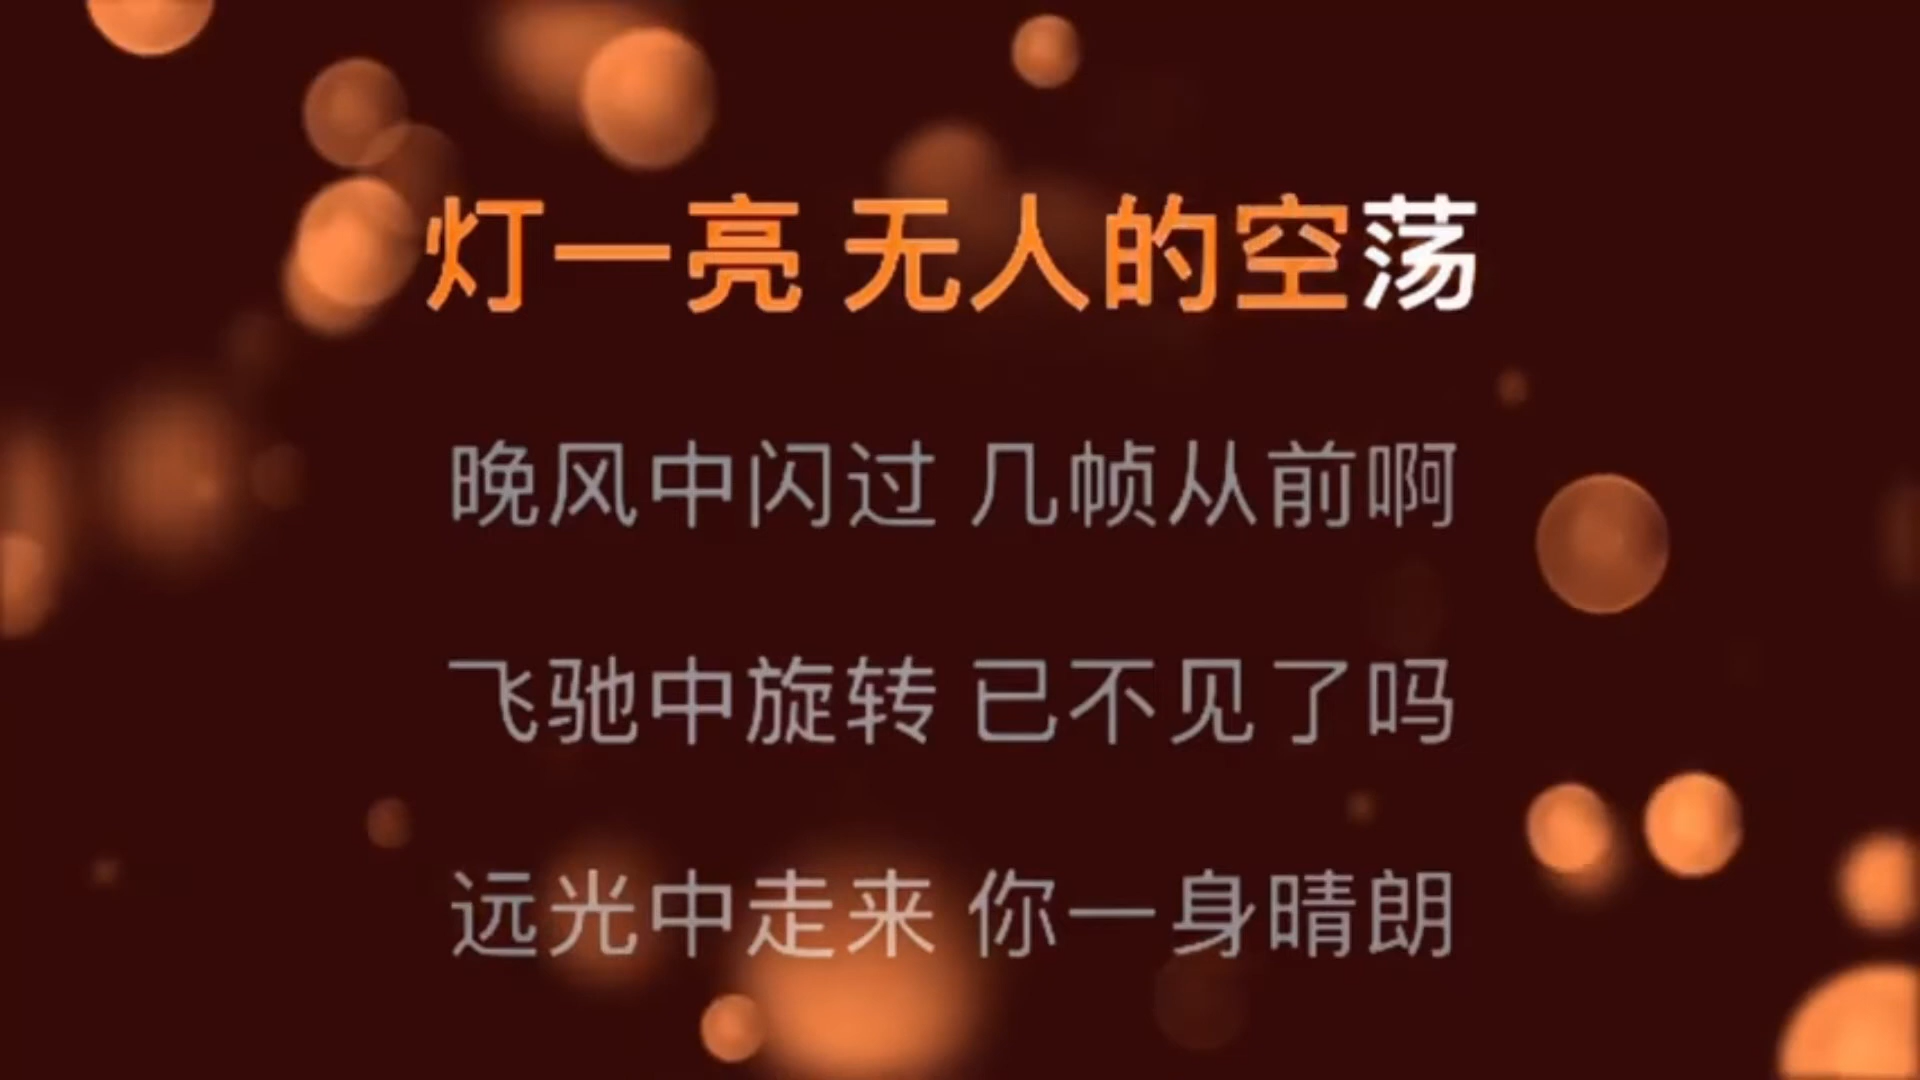 灯一亮 无人的空荡
晚风中闪过 几帧从前啊
飞驰中旋转 已不见了吗
远光中走来 你一身晴朗